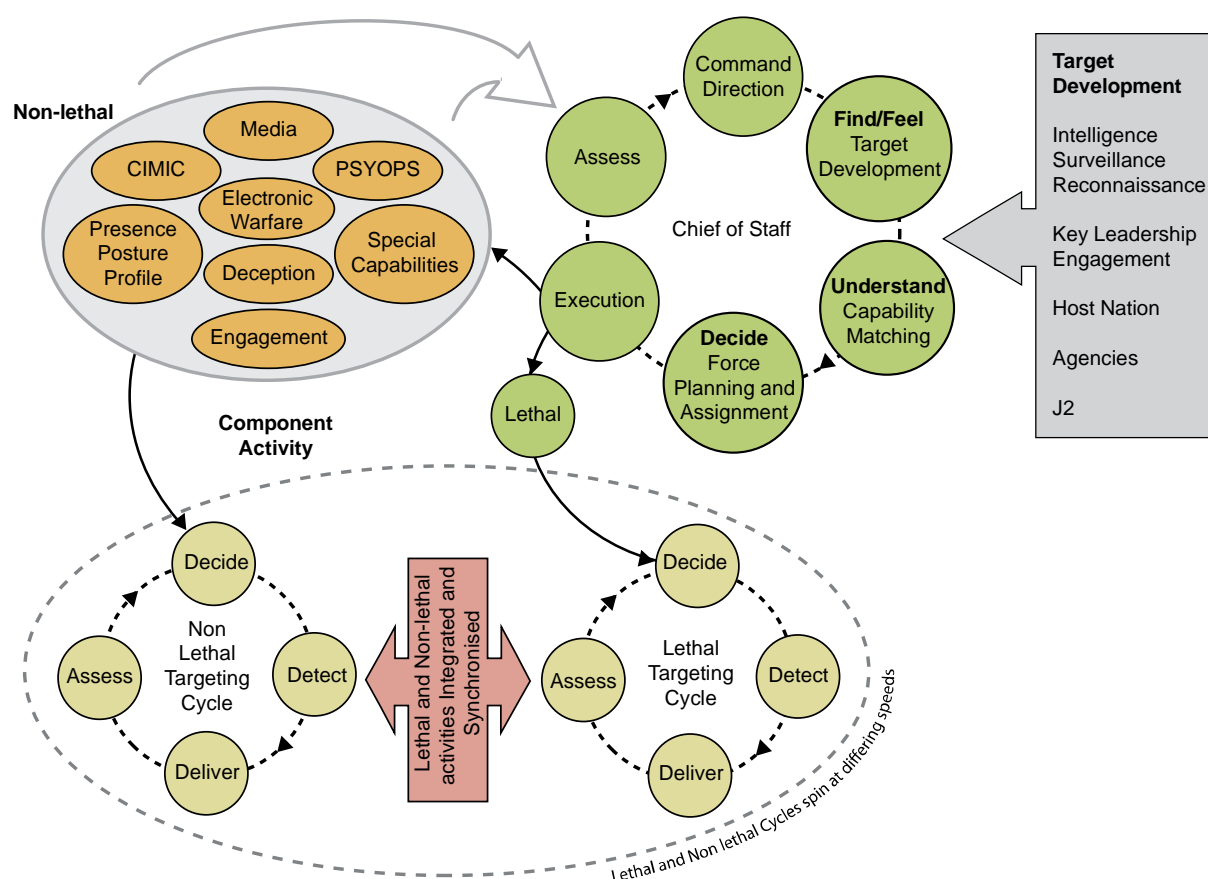 Non-lethal
Media
CIMIC
PSYOPS
Electronic
Warfare
Presence
Posture
Profile
Special
Capabilities
Deception
Engagement
Command
Direction
Assess
Find/Feel
Target
Development
Chief of Staff
Execution
Understand
Capability
Matching
Decide
Force
Planning and
Assignment
Lethal
Target
Development
Intelligence
Surveillance
Reconnaissance
Key Leadership
Engagement
Host Nation
Agencies
J2
Component
Activity
Decide
Assess
Non
Lethal
Targeting
Cycle
Detect
Deliver
Lethal and Non-lethal
activities Integrated and
Synchronised
Decide
Assess
Lethal
Targeting
Cycle
Detect
Deliver
Lethal and Non lethal Cycles spin at differing speeds